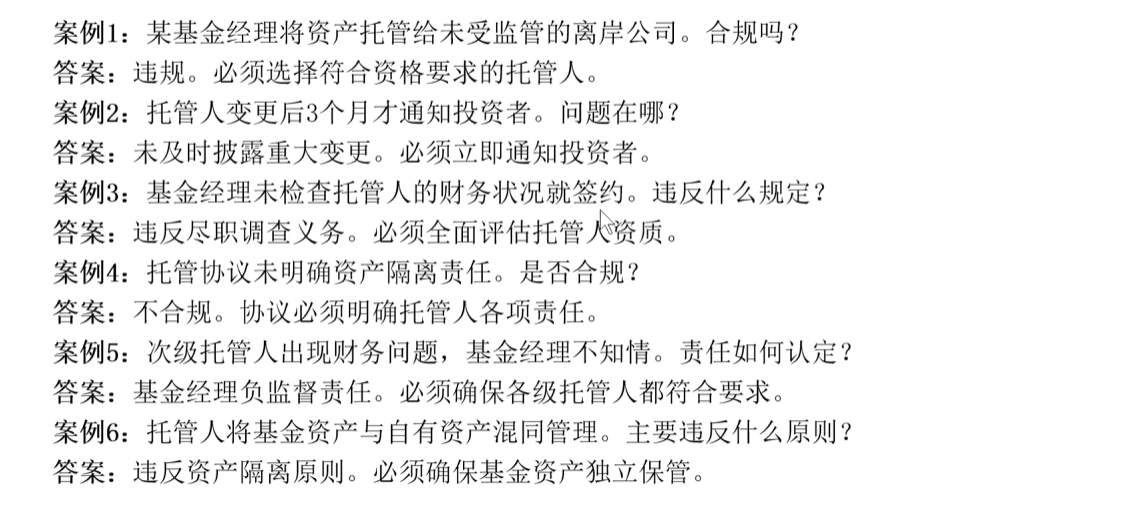 案例1：某基金经理将资产托管给未受监管的离岸公司。合规吗？
答案：违规。必须选择符合资格要求的托管人。
案例2：托管人变更后3个月才通知投资者。问题在哪？
答案：未及时披露重大变更。必须立即通知投资者。
案例3：基金经理未检查托管人的财务状况就签约。违反什么规定？
答案：违反尽职调查义务。必须全面评估托管人资质。
案例4：托管协议未明确资产隔离责任。是否合规？
答案：不合规。协议必须明确托管人各项责任。
案例5：次级托管人出现财务问题，基金经理不知情。责任如何认定？
答案：基金经理负监督责任。必须确保各级托管人都符合要求。
案例6：托管人将基金资产与自有资产混同管理。主要违反什么原则？
答案：违反资产隔离原则。必须确保基金资产独立保管。